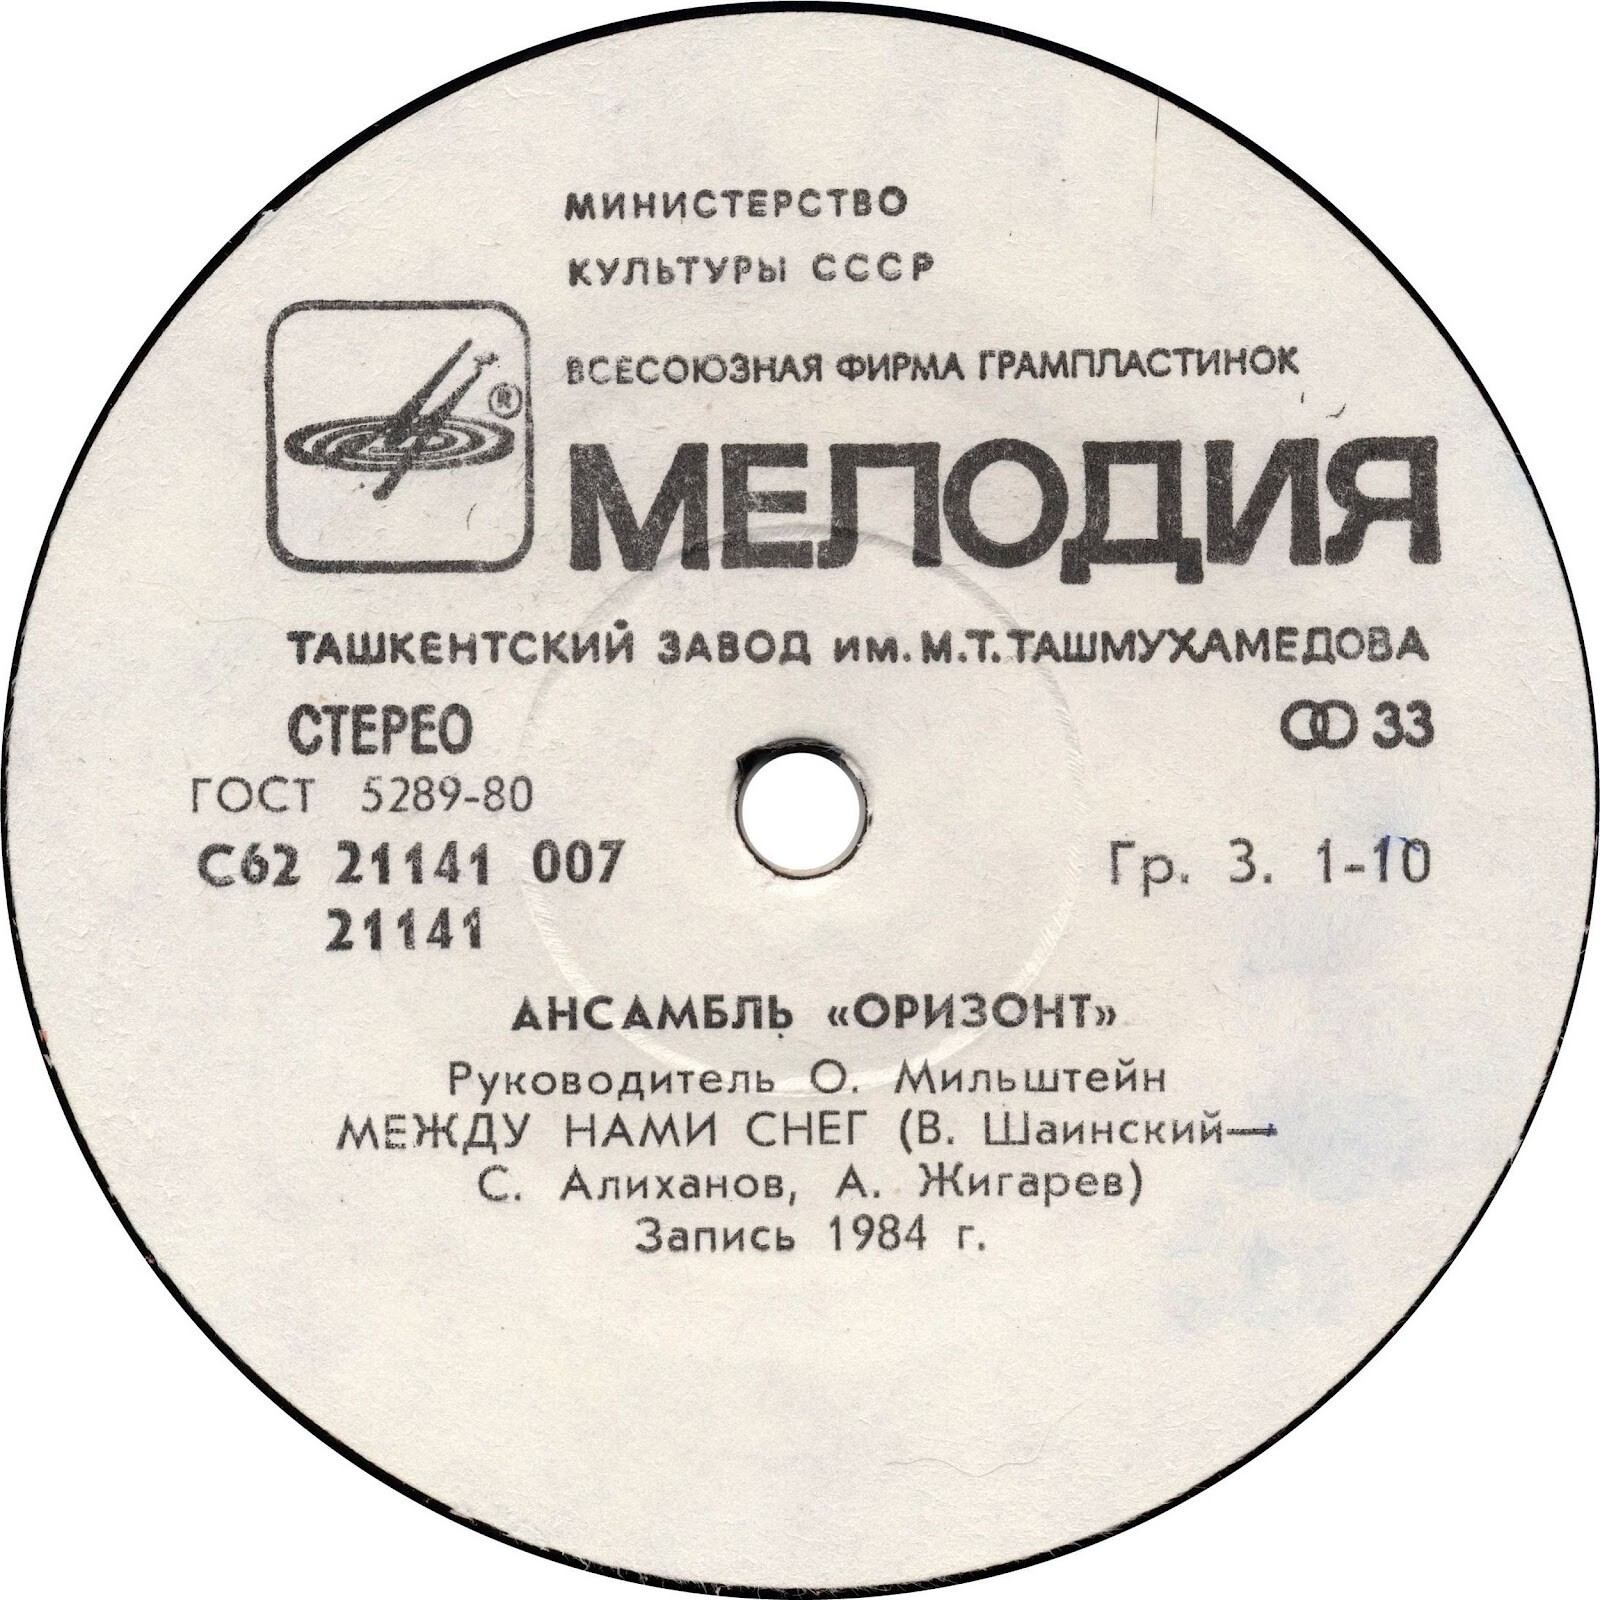 МИНИСТЕРСТВО
КУЛЬТУРЫ СССР
ВСЕСОЮЗНАЯ ФИРМА ГРАМПЛАСТИНОК
®
МЕЛОДИЯ
ТАШКЕНТСКИЙ ЗАВОД им. М.Т. ТАШМУХАМЕДОВА
СТЕРЕО 33
ГОСТ 5289-80
С62 21141 007 Гр. 3. 1-10
21141
АНСАМБЛЬ «ОРИЗОНТ»
Руководитель О. Мильштейн
МЕЖДУ НАМИ СНЕГ (В. Шаинский—
С. Алиханов, А. Жигарев)
Запись 1984 г.